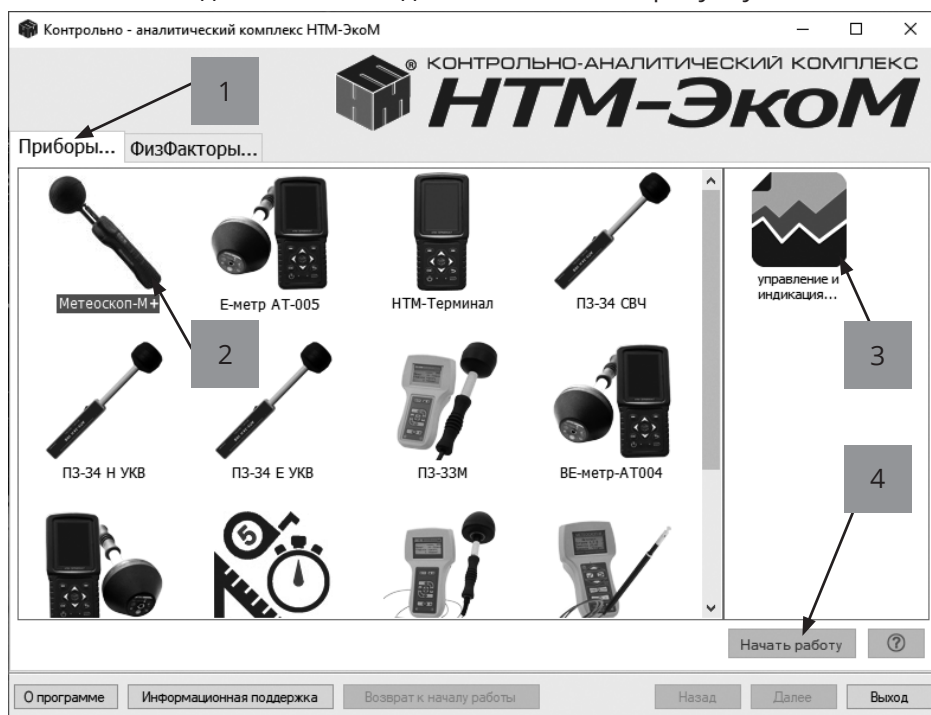 Контрольно - аналитический комплекс НТМ-ЭкоМ
® КОНТРОЛЬНО-АНАЛИТИЧЕСКИЙ КОМПЛЕКС
НТМ-ЭкоМ
1
Приборы... ФизФакторы...
Метеоскоп-М+ Е-метр АТ-005 НТМ-Терминал П3-34 СВЧ
управление и
индикация...
2
3
П3-34 Н УКВ П3-34 Е УКВ П3-33М ВЕ-метр-АТ004
4
5
Начать работу ?
О программе Информационная поддержка Возврат к началу работы Назад Далее Выход